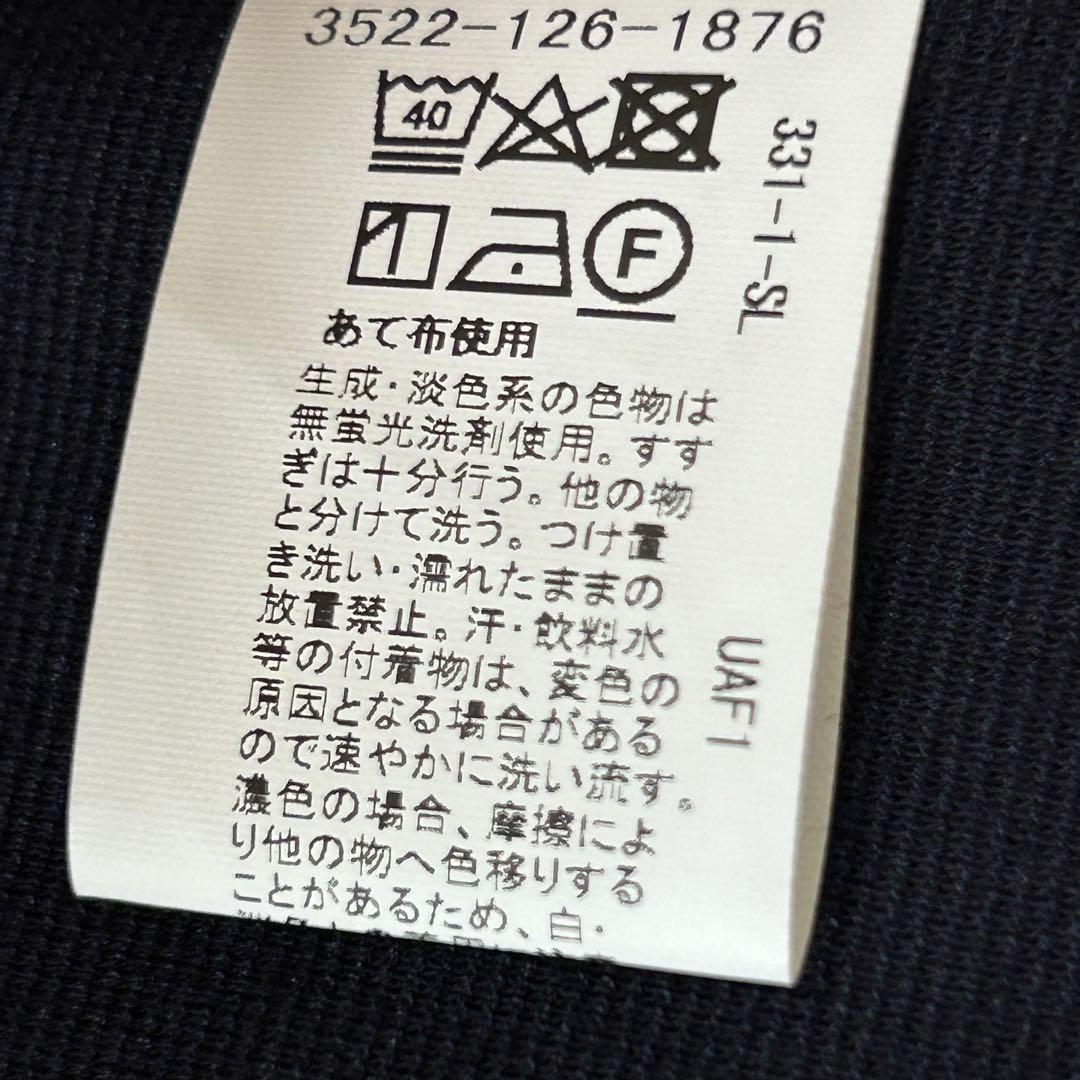 3522-126-1876
40
F
あて布使用
生成・淡色系の色物は
無蛍光洗剤使用。すす
ぎは十分行う。他の物
と分けて洗う。つけ置
き洗い・濡れたままの
放置禁止。汗・飲料水
等の付着物は、変色の
原因となる場合がある
ので速やかに洗い流す。
濃色の場合、摩擦によ
り他の物へ色移りする
ことがあるため、白・
331-1-SL
UAF1